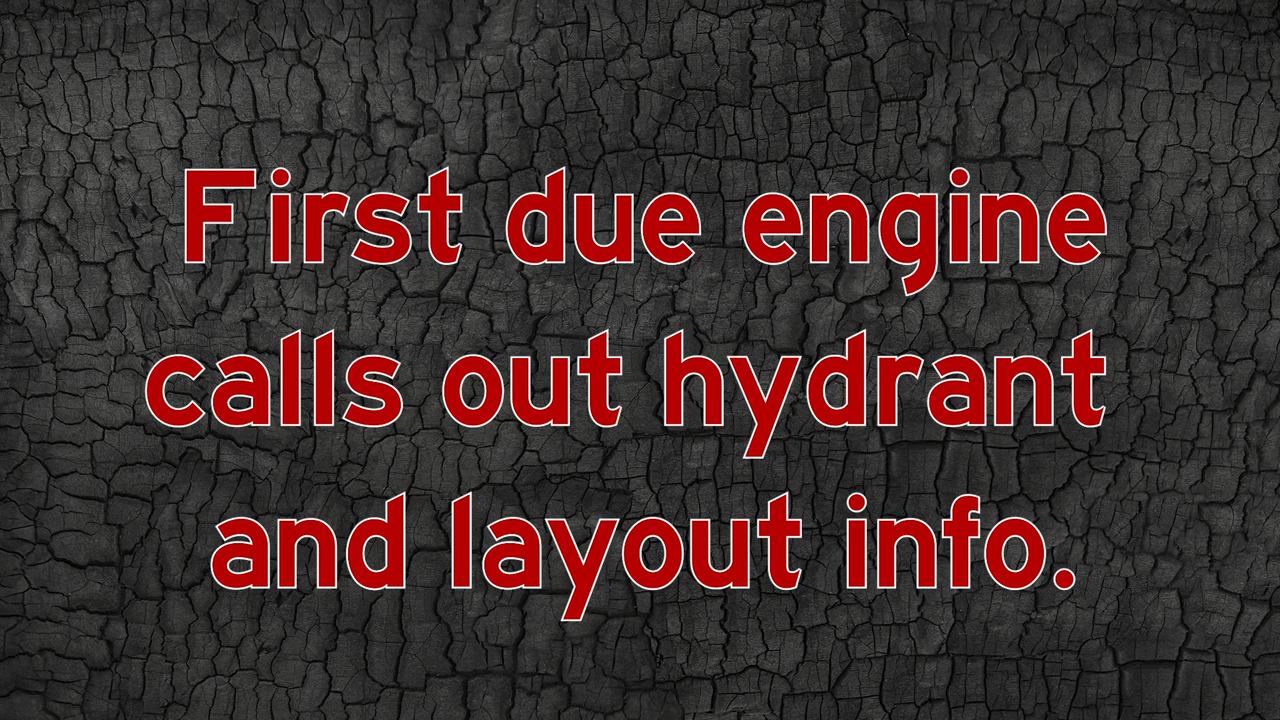 First due engine
calls out hydrant
and layout info.